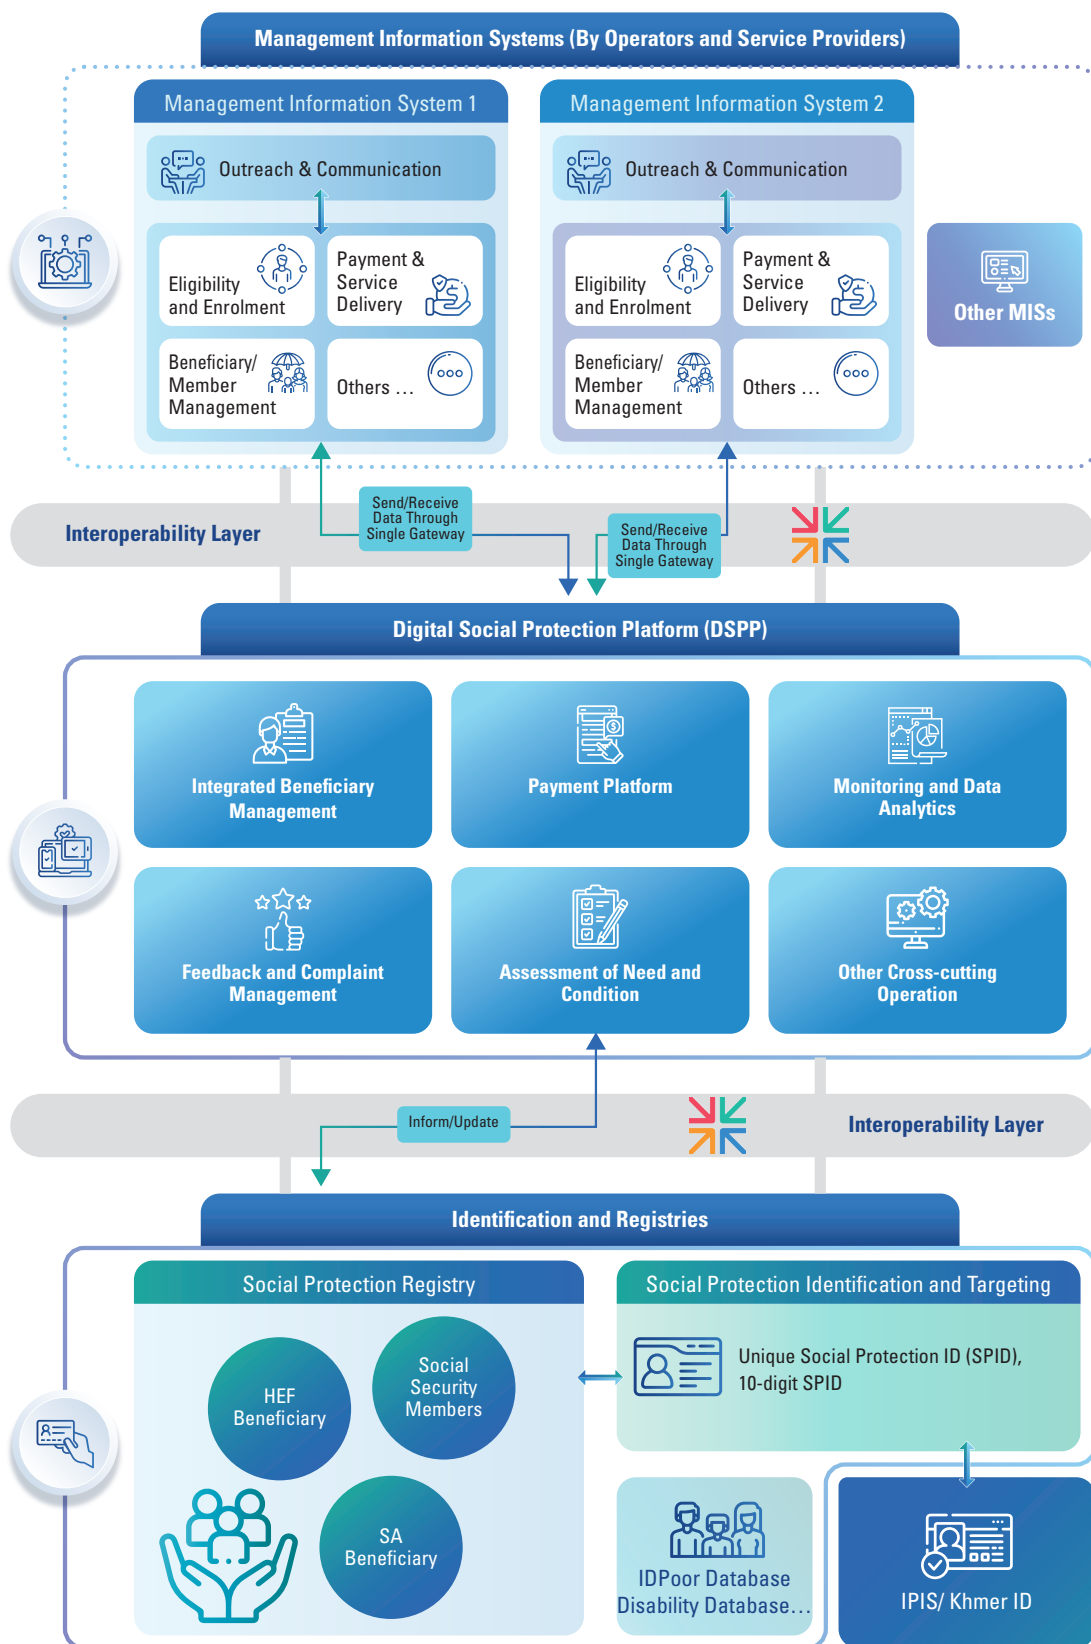 Management Information Systems (By Operators and Service Providers)
Management Information System 1
Outreach & Communication
Eligibility
and Enrolment
Payment &
Service
Delivery
Beneficiary/
Member
Management
Others ...
Management Information System 2
Outreach & Communication
Eligibility
and Enrolment
Payment &
Service
Delivery
Beneficiary/
Member
Management
Others ...
Other MISs
Interoperability Layer
Send/Receive
Data Through
Single Gateway
Send/Receive
Data Through
Single Gateway
Digital Social Protection Platform (DSPP)
Integrated Beneficiary
Management
Payment Platform
Monitoring and Data
Analytics
Feedback and Complaint
Management
Assessment of Need and
Condition
Other Cross-cutting
Operation
Inform/Update
Interoperability Layer
Identification and Registries
Social Protection Registry
HEF
Beneficiary
Social
Security
Members
SA
Beneficiary
Social Protection Identification and Targeting
Unique Social Protection ID (SPID),
10-digit SPID
IDPoor Database
Disability Database...
IPIS/ Khmer ID